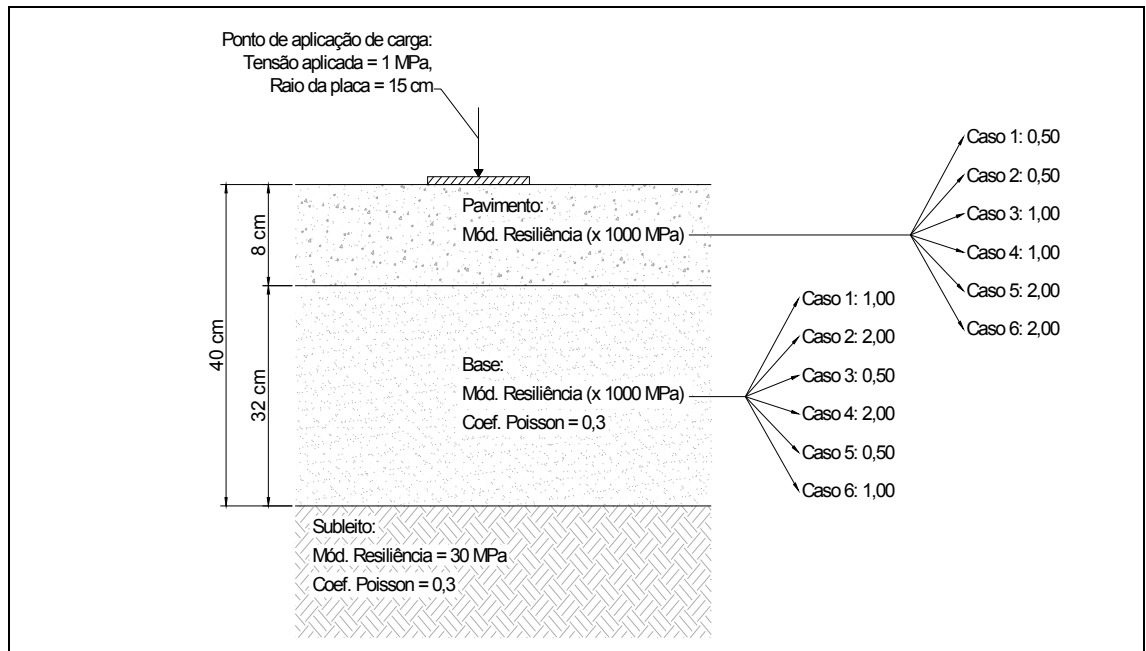 Ponto de aplicação de carga:
Tensão aplicada = 1 MPa,
Raio da placa = 15 cm
Pavimento:
Mód. Resiliência (x 1000 MPa)
Caso 1: 0,50
Caso 2: 0,50
Caso 3: 1,00
Caso 4: 1,00
Caso 5: 2,00
Caso 6: 2,00
8 cm
40 cm
32 cm
Base:
Mód. Resiliência (x 1000 MPa)
Coef. Poisson = 0,3
Caso 1: 1,00
Caso 2: 2,00
Caso 3: 0,50
Caso 4: 2,00
Caso 5: 0,50
Caso 6: 1,00
Subleito:
Mód. Resiliência = 30 MPa
Coef. Poisson = 0,3